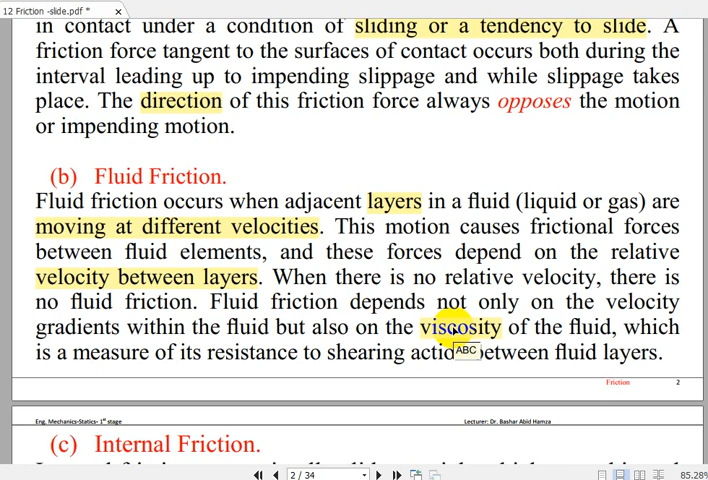 12 Friction -slide.pdf *
in contact under a condition of sliding or a tendency to slide. A
friction force tangent to the surfaces of contact occurs both during the
interval leading up to impending slippage and while slippage takes
place. The direction of this friction force always opposes the motion
or impending motion.
(b) Fluid Friction.
Fluid friction occurs when adjacent layers in a fluid (liquid or gas) are
moving at different velocities. This motion causes frictional forces
between fluid elements, and these forces depend on the relative
velocity between layers. When there is no relative velocity, there is
no fluid friction. Fluid friction depends not only on the velocity
gradients within the fluid but also on the viscosity of the fluid, which
is a measure of its resistance to shearing action between fluid layers.
ABC
Friction 2
Eng. Mechanics-Statics- 1st stage Lecturer: Dr. Bashar Abid Hamza
(c) Internal Friction.
2 / 34
85.28%